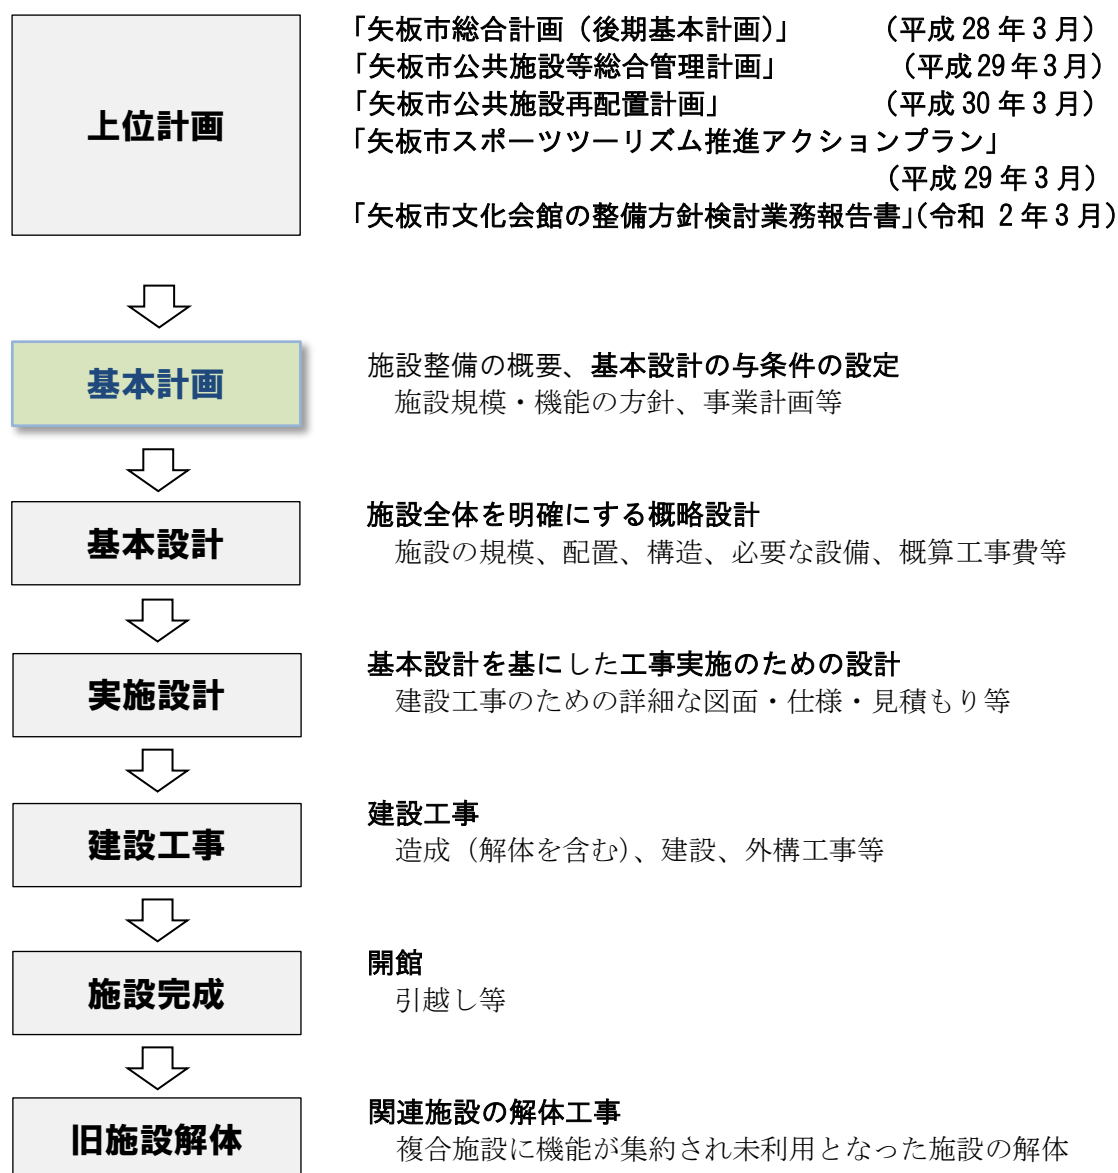 上位計画
「矢板市総合計画（後期基本計画）」　（平成 28 年 3 月）
「矢板市公共施設等総合管理計画」　（平成 29 年 3 月）
「矢板市公共施設再配置計画」　（平成 30 年 3 月）
「矢板市スポーツツーリズム推進アクションプラン」
（平成 29 年 3 月）
「矢板市文化会館の整備方針検討業務報告書」（令和 2 年 3 月）
基本計画
施設整備の概要、基本設計の与条件の設定
施設規模・機能の方針、事業計画等
基本設計
施設全体を明確にする概略設計
施設の規模、配置、構造、必要な設備、概算工事費等
実施設計
基本設計を基にした工事実施のための設計
建設工事のための詳細な図面・仕様・見積もり等
建設工事
建設工事
造成（解体を含む）、建設、外構工事等
施設完成
開館
引越し等
旧施設解体
関連施設の解体工事
複合施設に機能が集約され未利用となった施設の解体